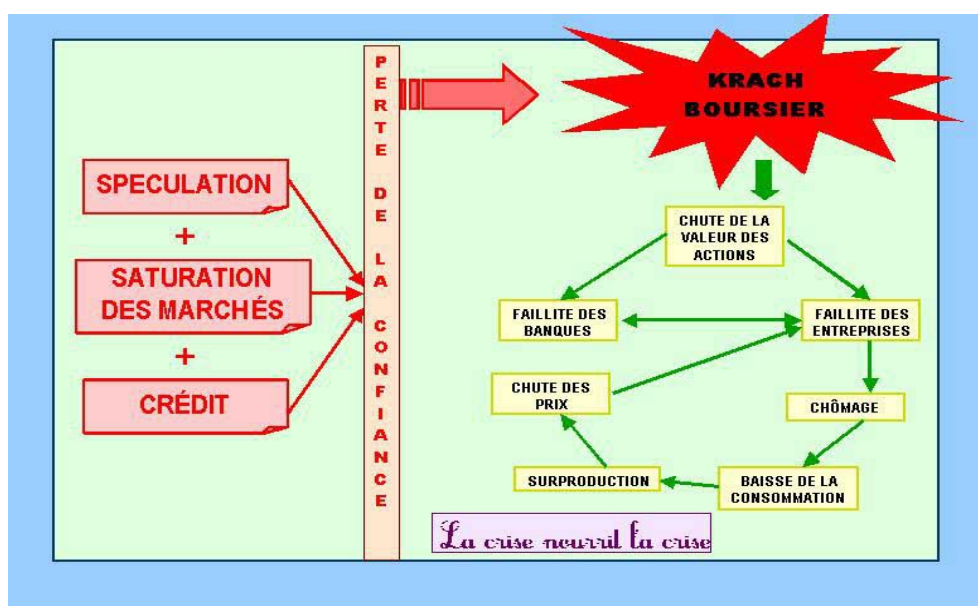 SPECULATION
+
SATURATION
DES MARCHÉS
+
CRÉDIT
PERTE DE LA CONFIANCE
KRACH
BOURSIER
CHUTE DE LA
VALEUR DES
ACTIONS
FAILLITE DES
BANQUES
FAILLITE DES
ENTREPRISES
CHUTE DES
PRIX
CHÔMAGE
SURPRODUCTION
BAISSE DE LA
CONSOMMATION
La crise nourrit la crise